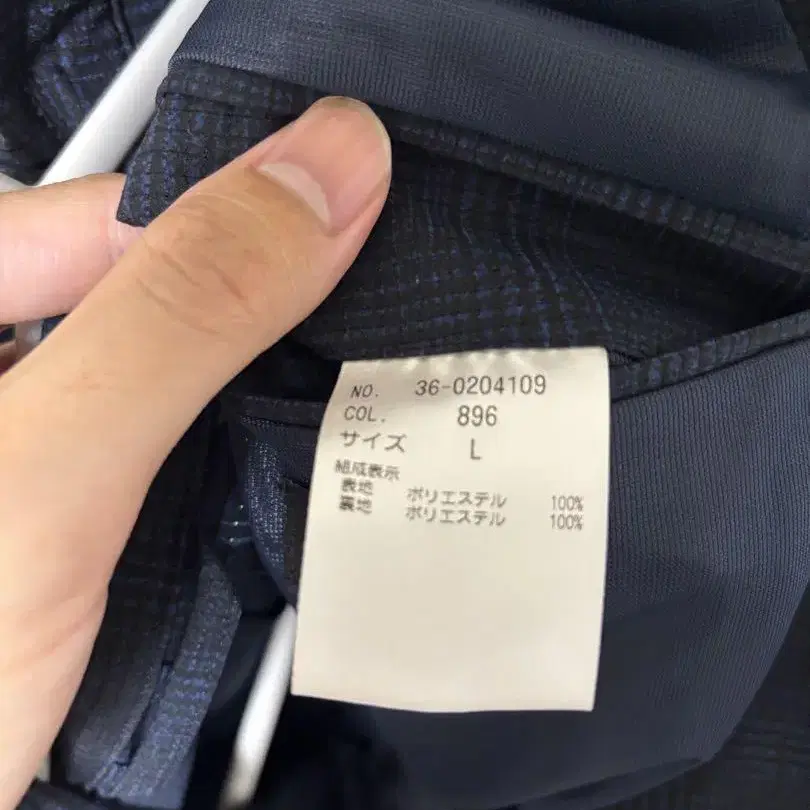 NO. 36-0204109
COL. 896
サイズ L
組成表示
表地 ポリエステル 100%
裏地 ポリエステル 100%